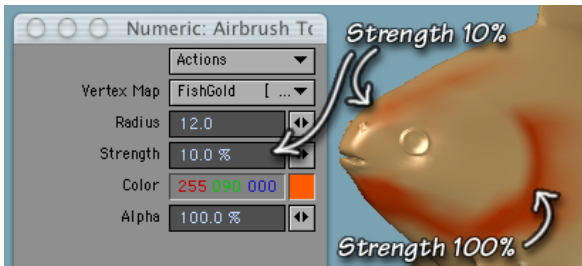 Numeric: Airbrush To
Strength 10%
Actions
Vertex Map FishGold [ ...
Radius 12.0
Strength 10.0 %
Color 255 090 000
Alpha 100.0 %
Strength 100%